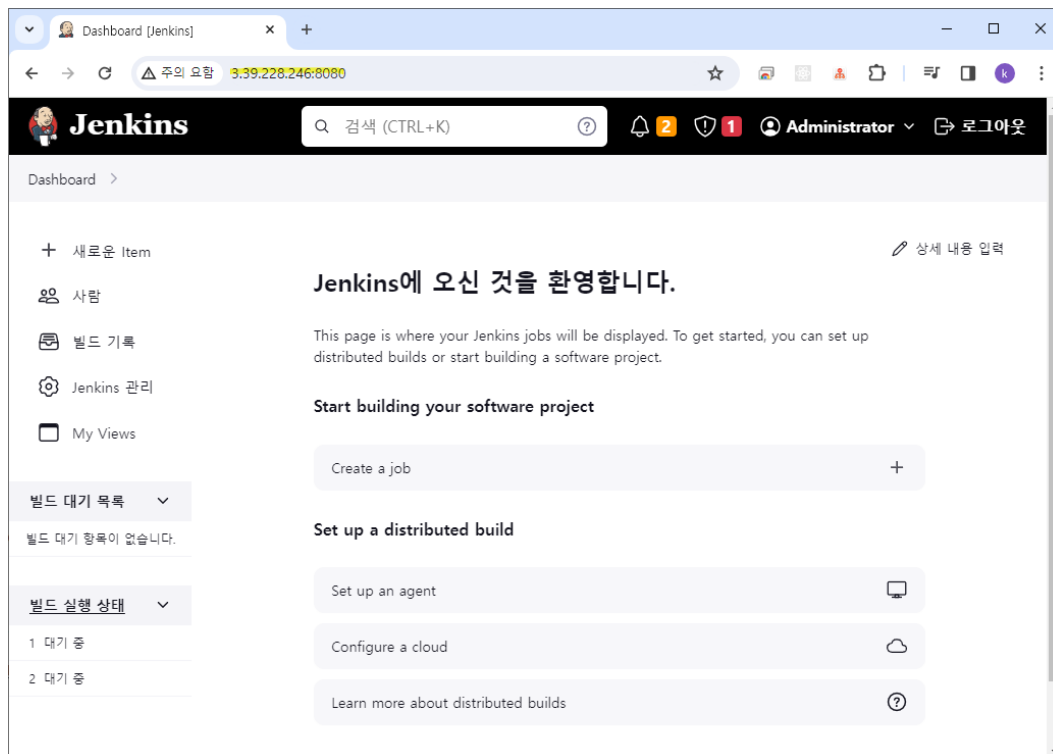 Dashboard [Jenkins]
주의 요함 3.39.228.246:8080
k
Jenkins
검색 (CTRL+K)
2
1
Administrator
로그아웃
Dashboard
새로운 Item
사람
빌드 기록
Jenkins 관리
My Views
빌드 대기 목록
빌드 대기 항목이 없습니다.
빌드 실행 상태
1 대기 중
2 대기 중
상세 내용 입력
Jenkins에 오신 것을 환영합니다.
This page is where your Jenkins jobs will be displayed. To get started, you can set up
distributed builds or start building a software project.
Start building your software project
Create a job
Set up a distributed build
Set up an agent
Configure a cloud
Learn more about distributed builds